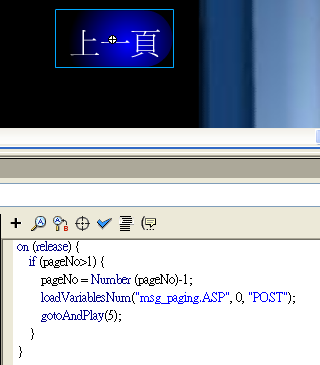 上一頁
on (release) {
if (pageNo>1) {
pageNo = Number (pageNo)-1;
loadVariablesNum("msg_paging.ASP", 0, "POST");
gotoAndPlay(5);
}
}